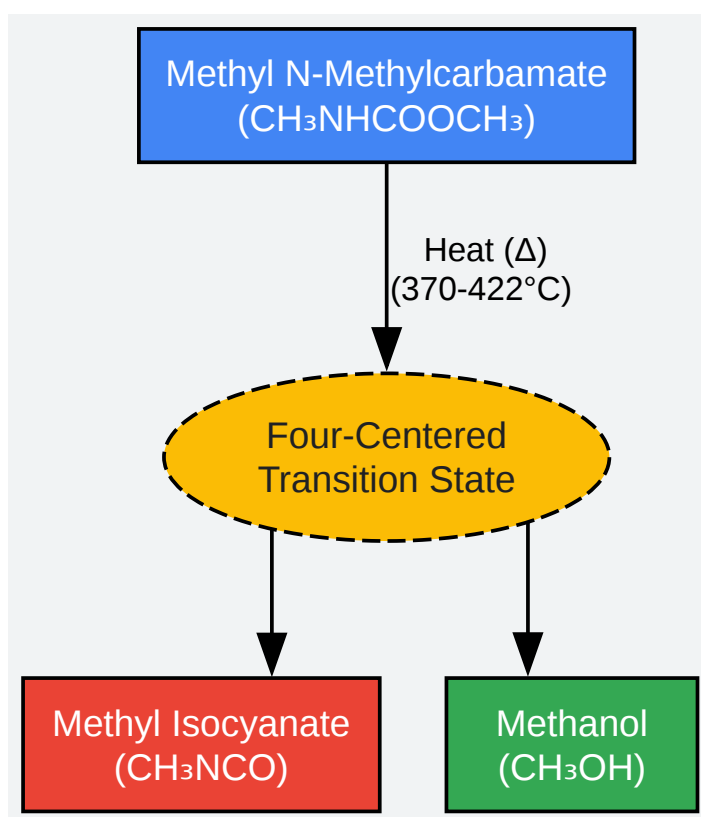 Methyl N-Methylcarbamate
(CH₃NHCOOCH₃)
Heat (Δ)
(370-422°C)
Four-Centered
Transition State
Methyl Isocyanate
(CH₃NCO)
Methanol
(CH₃OH)